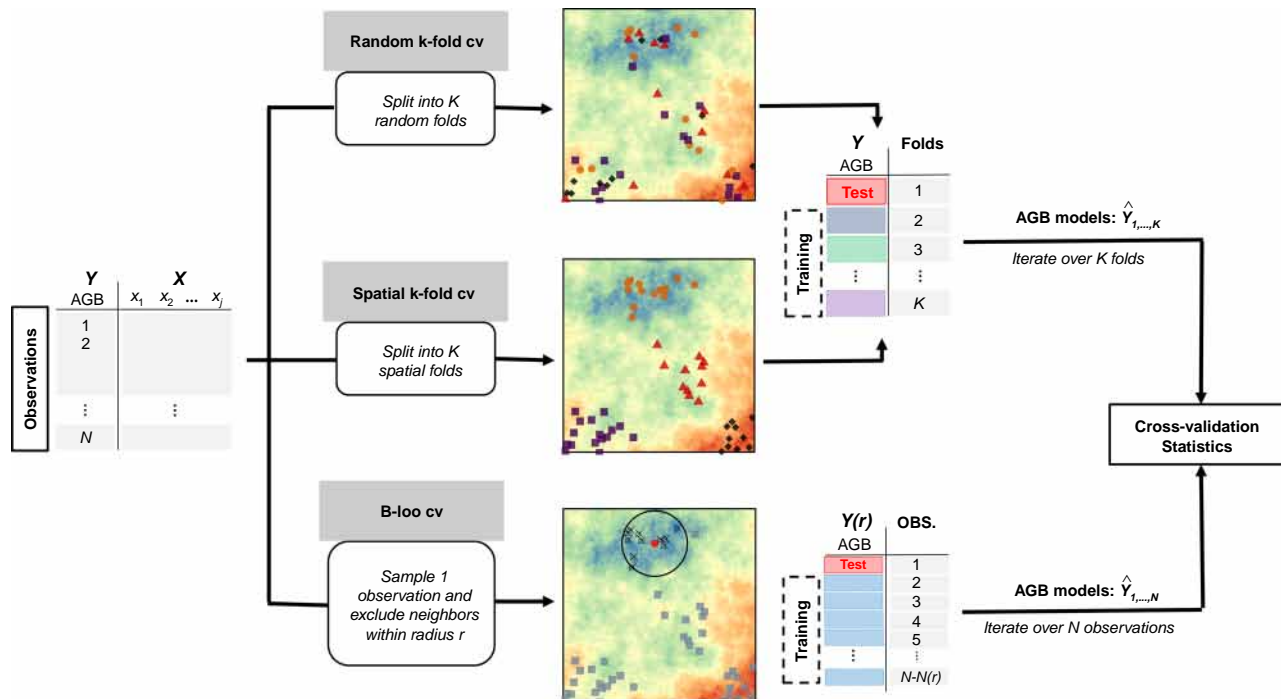 Random k-fold cv
Split into K
random folds
Spatial k-fold cv
Split into K
spatial folds
B-loo cv
Sample 1
observation and
exclude neighbors
within radius r
Observations
Y X
AGB x1 x2 ... xj
1
2
⋮ ⋮
N
Y Folds
AGB
Test 1
2
3
⋮ ⋮
K
Training
AGB models: Ŷ1,...,K
Iterate over K folds
Cross-validation
Statistics
Y(r) OBS.
AGB
Test 1
2
3
4
5
⋮ ⋮
N-N(r)
Training
AGB models: Ŷ1,...,N
Iterate over N observations